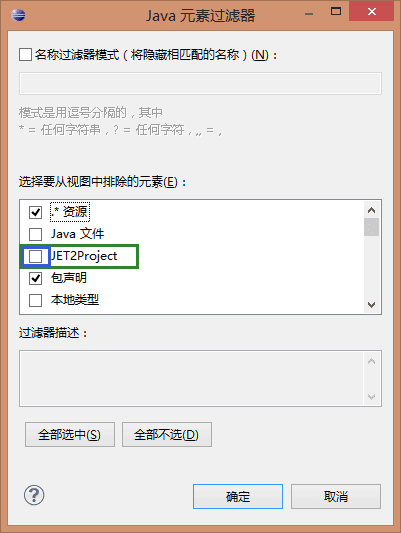 Java 元素过滤器
名称过滤器模式（将隐藏相匹配的名称）(N)：
模式是用逗号分隔的，其中
* = 任何字符串，? = 任何字符，,, = ,
选择要从视图中排除的元素(E)：
.* 资源
Java 文件
JET2Project
包声明
本地类型
过滤器描述：
全部选中(S)
全部不选(D)
确定
取消